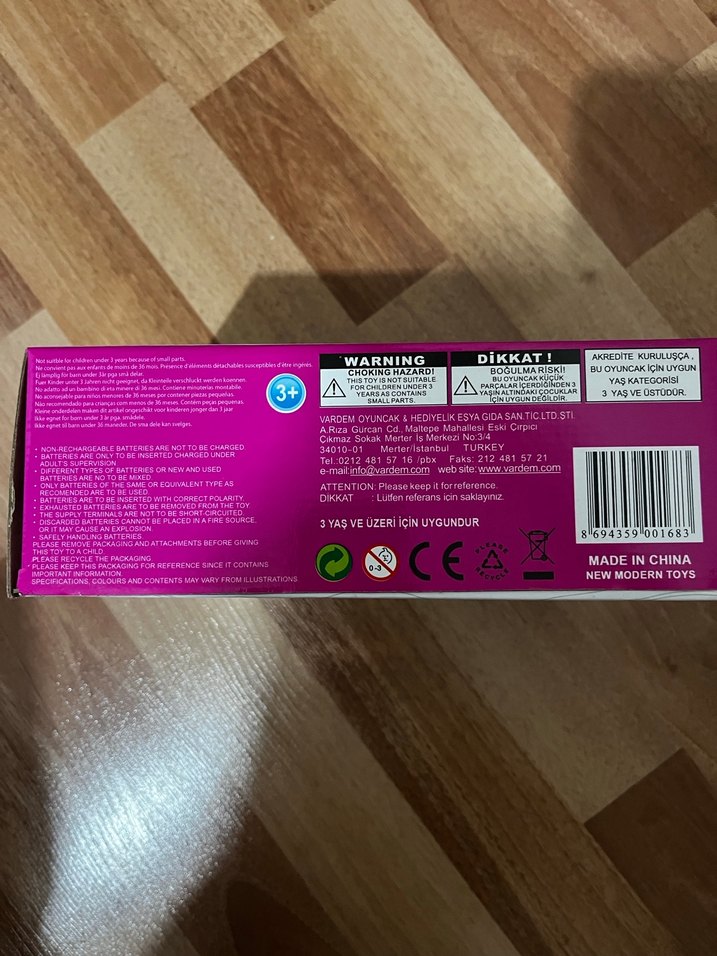 Not suitble for children under 3 years because of small parts.
Ne convient pas aux enfants de moins de 36 mois. Presence d'éléments détachables susceptibles d'être ingéres.
Ej lämplig för barn under 3år pga små delar.
Fuer Kinder unter 3 Jahren nicht geeignet, da Kleinteile verschluckt werden koennen.
No adatto ad un bambino di eta minere di 36 mesi. Contiene minuterias montabile.
No aconsejable para niños menores de 36 meses por contener piezas pequeñas.
Não recomendado para crianças com menos de 36 meses. Contém peças pequenas.
Kleine onderdelen maken dit artikel ongeschikt voor kinderen jonger dan 3 jaar
Ikke egnet for barn under 3 år p.ga. smådele.
Ikke egnet til barn under 36 maneder. De sma dele kan svelges.
3+
• NON-RECHARGEABLE BATTERIES ARE NOT TO BE CHARGED
• BATTERIES ARE ONLY TO BE INSERTED CHARGED UNDER
ADULT'S SUPERVISION
• DIFFERENT TYPES OF BATTERIES OR NEW AND USED
BATTERIES ARE NO TO BE MIXED.
• ONLY BATTERIES OF THE SAME OR EQUIVALENT TYPE AS
RECOMENDED ARE TO BE USED.
• BATTERIES ARE TO BE INSERTED WITH CORRECT POLARITY.
• EXHAUSTED BATTERIES ARE TO BE REMOVED FROM THE TOY.
• THE SUPPLY TERMINALS ARE NOT TO BE SHORT-CIRCUITED.
• DISCARDED BATTERIES CANNOT BE PLACED IN A FIRE SOURCE.
OR IT MAY CAUSE AN EXPLOSION.
• SAFELY HANDLING BATTERIES.
PLEASE REMOVE PACKAGING AND ATTACHMENTS BEFORE GIVING
THIS TOY TO A CHILD.
PLEASE RECYCLE THE PACKAGING.
* PLEASE KEEP THIS PACKAGING FOR REFERENCE SINCE IT CONTAINS
IMPORTANT INFORMATION.
SPECIFICATIONS, COLOURS AND CONTENTS MAY VARY FROM ILLUSTRATIONS
WARNING
CHOKING HAZARD!
THIS TOY IS NOT SUITABLE
FOR CHILDREN UNDER 3
YEARS AS CONTAINS
SMALL PARTS.
DİKKAT !
BOĞULMA RİSKİ!
BU OYUNCAK KÜÇÜK
PARÇALAR İÇERDİĞİNDEN 3
YAŞIN ALTINDAKİ ÇOCUKLAR
İÇİN UYGUN DEĞİLDİR.
AKREDİTE KURULUŞÇA ,
BU OYUNCAK İÇİN UYGUN
YAŞ KATEGORİSİ
3 YAŞ VE ÜSTÜDÜR.
VARDEM OYUNCAK & HEDIYELIK EŞYA GIDA SAN.TİC.LTD.ŞTİ.
A.Rıza Gurcan Cd., Maltepe Mahallesi Eski Çırpıcı
Çıkmaz Sokak Merter İş Merkezi No:3/4
34010-01 Merter/İstanbul TURKEY
Tel.:0212 481 57 16 /pbx Faks: 212 481 57 21
e-mail:info@vardem.com web site:www.vardem.com
ATTENTION: Please keep it for reference.
DIKKAT : Lütfen referans icin saklayınız.
3 YAŞ VE ÜZERİ İÇİN UYGUNDUR
0-3
CE
PLEASE
RECYCLE
8 694359 001683
MADE IN CHINA
NEW MODERN TOYS